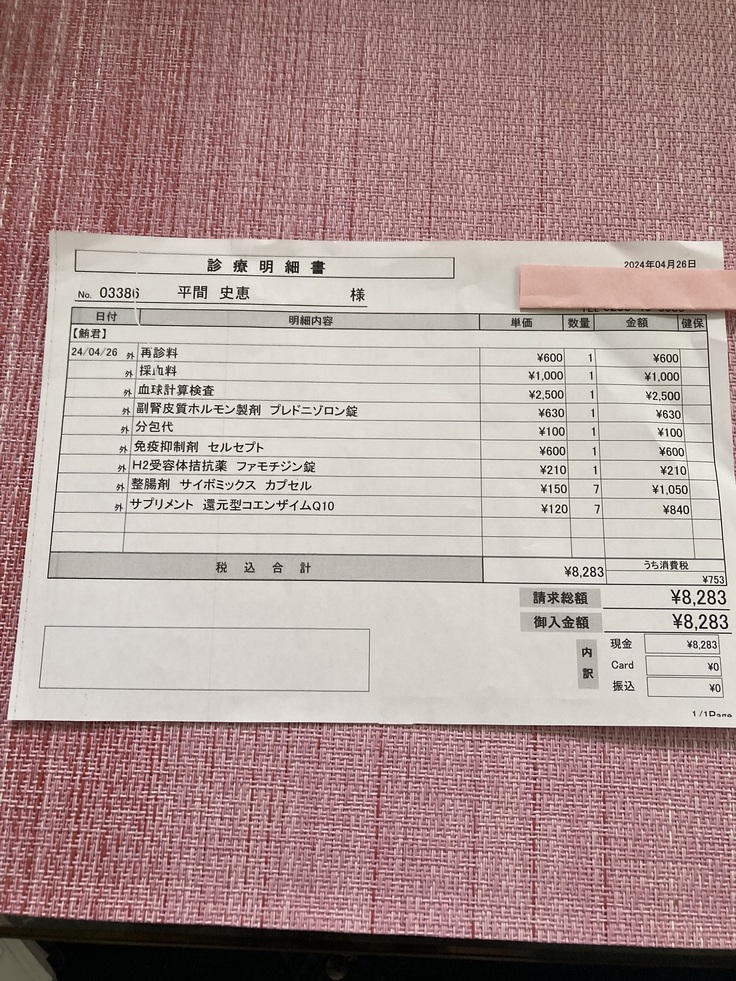 診療明細書
2024年04月26日
No. 03386 平間 史恵 様
日付 明細内容 単価 数量 金額 健保
【鮪君】
24/04/26 外 再診料 ¥600 1 ¥600
外 採血料 ¥1,000 1 ¥1,000
外 血球計算検査 ¥2,500 1 ¥2,500
外 副腎皮質ホルモン製剤 プレドニゾロン錠 ¥630 1 ¥630
外 分包代 ¥100 1 ¥100
外 免疫抑制剤 セルセプト ¥600 1 ¥600
外 H2受容体拮抗薬 ファモチジン錠 ¥210 1 ¥210
外 整腸剤 サイボミックス カプセル ¥150 7 ¥1,050
外 サプリメント 還元型コエンザイムQ10 ¥120 7 ¥840
税込合計 ¥8,283 うち消費税
¥753
請求総額 ¥8,283
御入金額 ¥8,283
内訳 現金 ¥8,283
Card ¥0
振込 ¥0
1/1Page